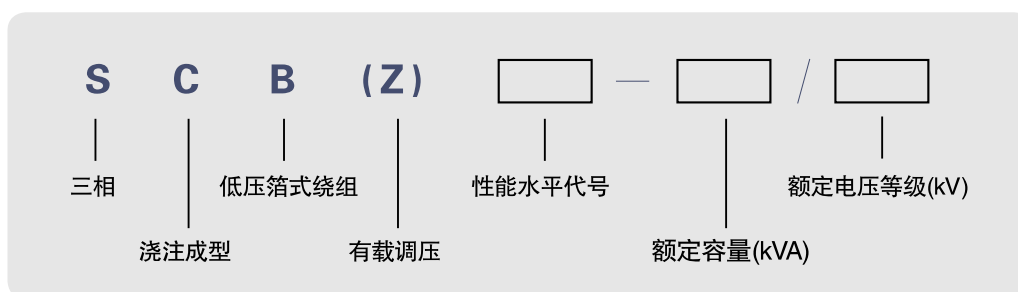 S C B (Z) — /
三相 低压箔式绕组 性能水平代号 额定电压等级(kV)
浇注成型 有载调压 额定容量(kVA)